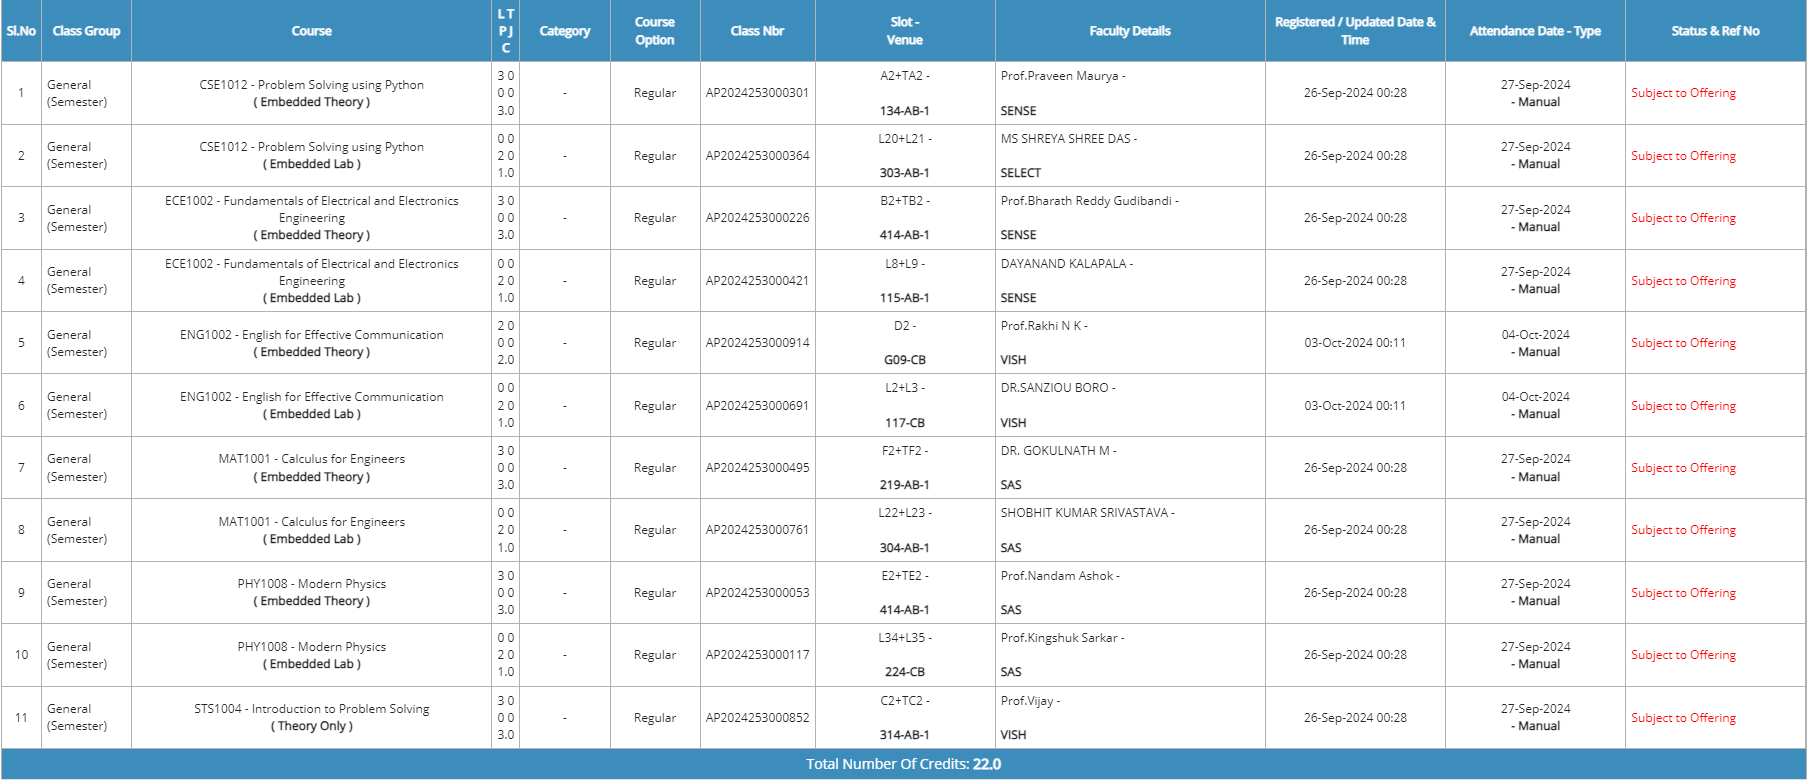 Sl.No Class Group Course L T P J C Category Course Option Class Nbr Slot - Venue Faculty Details Registered / Updated Date & Time Attendance Date - Type Status & Ref No
1 General (Semester) CSE1012 - Problem Solving using Python ( Embedded Theory ) 3 0 0 0 3.0 - Regular AP2024253000301 A2+TA2 - 134-AB-1 Prof.Praveen Maurya - SENSE 26-Sep-2024 00:28 27-Sep-2024 - Manual Subject to Offering
2 General (Semester) CSE1012 - Problem Solving using Python ( Embedded Lab ) 0 0 2 0 1.0 - Regular AP2024253000364 L20+L21 - 303-AB-1 MS SHREYA SHREE DAS - SELECT 26-Sep-2024 00:28 27-Sep-2024 - Manual Subject to Offering
3 General (Semester) ECE1002 - Fundamentals of Electrical and Electronics Engineering ( Embedded Theory ) 3 0 0 0 3.0 - Regular AP2024253000226 B2+TB2 - 414-AB-1 Prof.Bharath Reddy Gudibandi - SENSE 26-Sep-2024 00:28 27-Sep-2024 - Manual Subject to Offering
4 General (Semester) ECE1002 - Fundamentals of Electrical and Electronics Engineering ( Embedded Lab ) 0 0 2 0 1.0 - Regular AP2024253000421 L8+L9 - 115-AB-1 DAYANAND KALAPALA - SENSE 26-Sep-2024 00:28 27-Sep-2024 - Manual Subject to Offering
5 General (Semester) ENG1002 - English for Effective Communication ( Embedded Theory ) 2 0 0 0 2.0 - Regular AP2024253000914 D2 - G09-CB Prof.Rakhi N K - VISH 03-Oct-2024 00:11 04-Oct-2024 - Manual Subject to Offering
6 General (Semester) ENG1002 - English for Effective Communication ( Embedded Lab ) 0 0 2 0 1.0 - Regular AP2024253000691 L2+L3 - 117-CB DR.SANZIOU BORO - VISH 03-Oct-2024 00:11 04-Oct-2024 - Manual Subject to Offering
7 General (Semester) MAT1001 - Calculus for Engineers ( Embedded Theory ) 3 0 0 0 3.0 - Regular AP2024253000495 F2+TF2 - 219-AB-1 DR. GOKULNATH M - SAS 26-Sep-2024 00:28 27-Sep-2024 - Manual Subject to Offering
8 General (Semester) MAT1001 - Calculus for Engineers ( Embedded Lab ) 0 0 2 0 1.0 - Regular AP2024253000761 L22+L23 - 304-AB-1 SHOBHIT KUMAR SRIVASTAVA - SAS 26-Sep-2024 00:28 27-Sep-2024 - Manual Subject to Offering
9 General (Semester) PHY1008 - Modern Physics ( Embedded Theory ) 3 0 0 0 3.0 - Regular AP2024253000053 E2+TE2 - 414-AB-1 Prof.Nandam Ashok - SAS 26-Sep-2024 00:28 27-Sep-2024 - Manual Subject to Offering
10 General (Semester) PHY1008 - Modern Physics ( Embedded Lab ) 0 0 2 0 1.0 - Regular AP2024253000117 L34+L35 - 224-CB Prof.Kingshuk Sarkar - SAS 26-Sep-2024 00:28 27-Sep-2024 - Manual Subject to Offering
11 General (Semester) STS1004 - Introduction to Problem Solving ( Theory Only ) 3 0 0 0 3.0 - Regular AP2024253000852 C2+TC2 - 314-AB-1 Prof.Vijay - VISH 26-Sep-2024 00:28 27-Sep-2024 - Manual Subject to Offering
Total Number Of Credits: 22.0